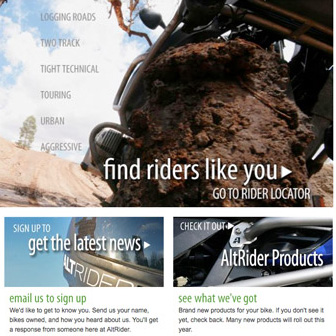 LOGGING ROADS
TWO TRACK
TIGHT TECHNICAL
TOURING
URBAN
AGGRESSIVE
find riders like you
GO TO RIDER LOCATOR
SIGN UP TO
get the latest news
ALTRIDER
CHECK IT OUT
AltRider Products
email us to sign up
We'd like to get to know you. Send us your name,
bikes owned, and how you heard about us. You'll get
a response from someone here at AltRider.
see what we've got
Brand new products for your bike. If you don't see it
yet, check back. Many new products will roll out this
year.